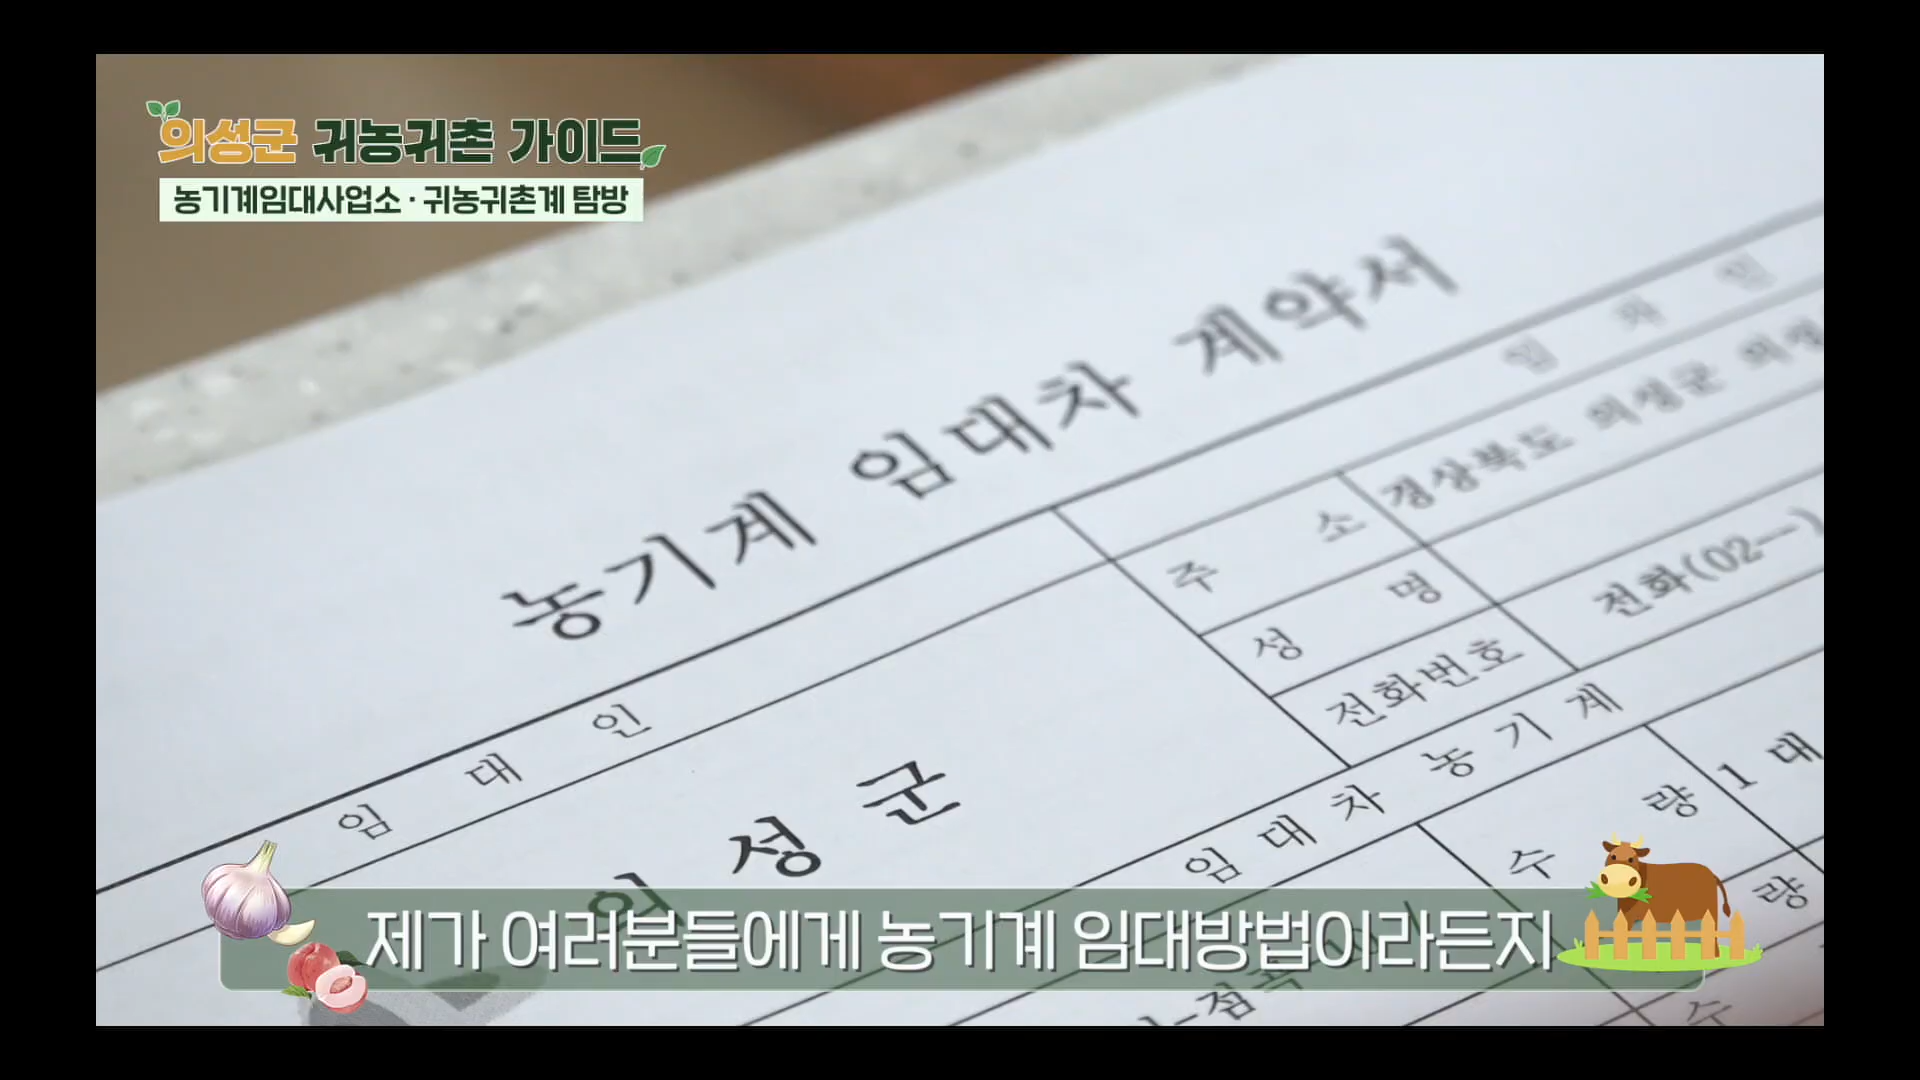 의성군 귀농귀촌 가이드
농기계임대사업소·귀농귀촌계 탐방
농기계 임대차 계약서
임 대 인
임 차 인
의 성 군
주 소
경상북도 의성군 의성
성 명
전화번호
전화(02--)
임 대 차 농 기 계
수 량
1 대
제가 여러분들에게 농기계 임대방법이라든지